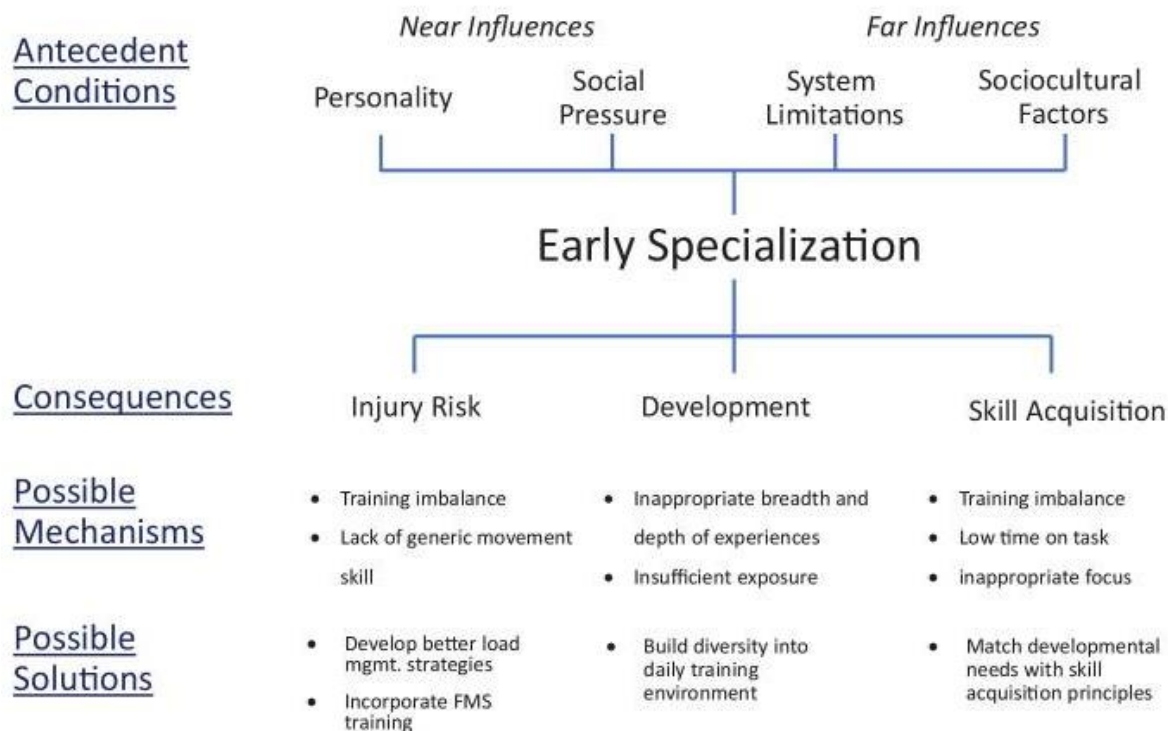 Near Influences
Far Influences
Antecedent
Conditions
Personality
Social
Pressure
System
Limitations
Sociocultural
Factors
Early Specialization
Consequences
Injury Risk
Development
Skill Acquisition
Possible
Mechanisms
• Training imbalance
• Lack of generic movement
skill
• Inappropriate breadth and
depth of experiences
• Insufficient exposure
• Training imbalance
• Low time on task
• inappropriate focus
Possible
Solutions
• Develop better load
mgmt. strategies
• Incorporate FMS
training
• Build diversity into
daily training
environment
• Match developmental
needs with skill
acquisition principles